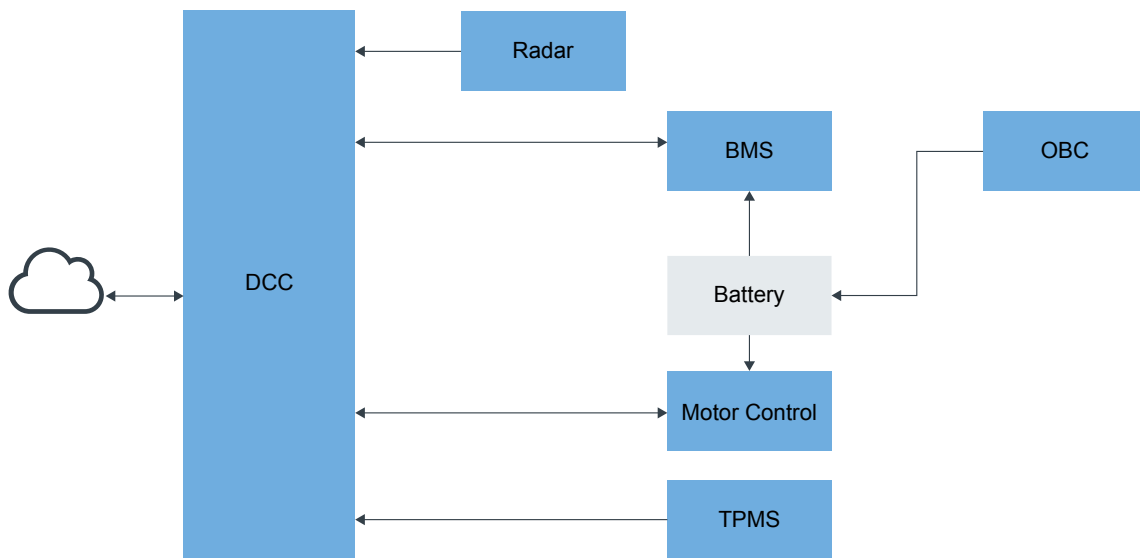 Radar
BMS
OBC
DCC
Battery
Motor Control
TPMS